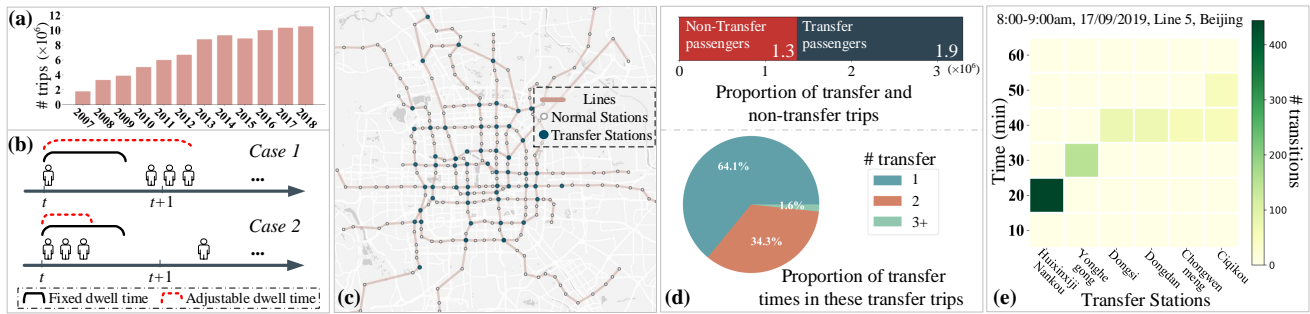 (a)
# trips (×10⁶)
12
10
8
6
4
2
0
2007
2008
2009
2010
2011
2012
2013
2014
2015
2016
2017
2018
(b)
Case 1
...
t
t+1
Case 2
...
t
t+1
Fixed dwell time
Adjustable dwell time
Lines
Normal Stations
Transfer Stations
(c)
Non-Transfer
passengers
1.3
Transfer
passengers
1.9
0
1
2
3
(×10⁶)
Proportion of transfer and
non-transfer trips
64.1%
1.6%
34.3%
# transfer
1
2
3+
Proportion of transfer
times in these transfer trips
(d)
8:00-9:00am, 17/09/2019, Line 5, Beijing
Time (min)
60
50
40
30
20
10
Huixinxiji
Nankou
Yonghe
gong
Dongsi
Dongdan
Chongwen
meng
Ciqikou
Transfer Stations
400
300
200
100
0
# transitions
(e)